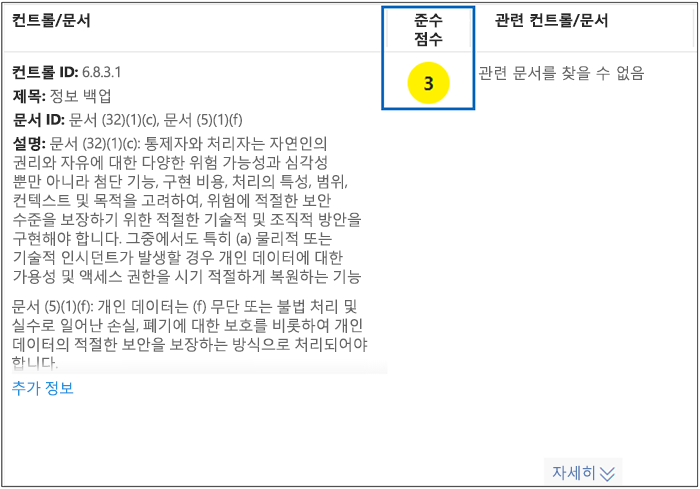 컨트롤/문서
준수
점수
관련 컨트롤/문서
컨트롤 ID: 6.8.3.1
제목: 정보 백업
문서 ID: 문서 (32)(1)(c), 문서 (5)(1)(f)
설명: 문서 (32)(1)(c): 통제자와 처리자는 자연인의
권리와 자유에 대한 다양한 위험 가능성과 심각성
뿐만 아니라 첨단 기능, 구현 비용, 처리의 특성, 범위,
컨텍스트 및 목적을 고려하여, 위험에 적절한 보안
수준을 보장하기 위한 적절한 기술적 및 조직적 방안을
구현해야 합니다. 그중에서도 특히 (a) 물리적 또는
기술적 인시던트가 발생할 경우 개인 데이터에 대한
가용성 및 액세스 권한을 시기 적절하게 복원하는 기능
문서 (5)(1)(f): 개인 데이터는 (f) 무단 또는 불법 처리 및
실수로 일어난 손실, 폐기에 대한 보호를 비롯하여 개인
데이터의 적절한 보안을 보장하는 방식으로 처리되어야
합니다.
추가 정보
3
관련 문서를 찾을 수 없음
자세히